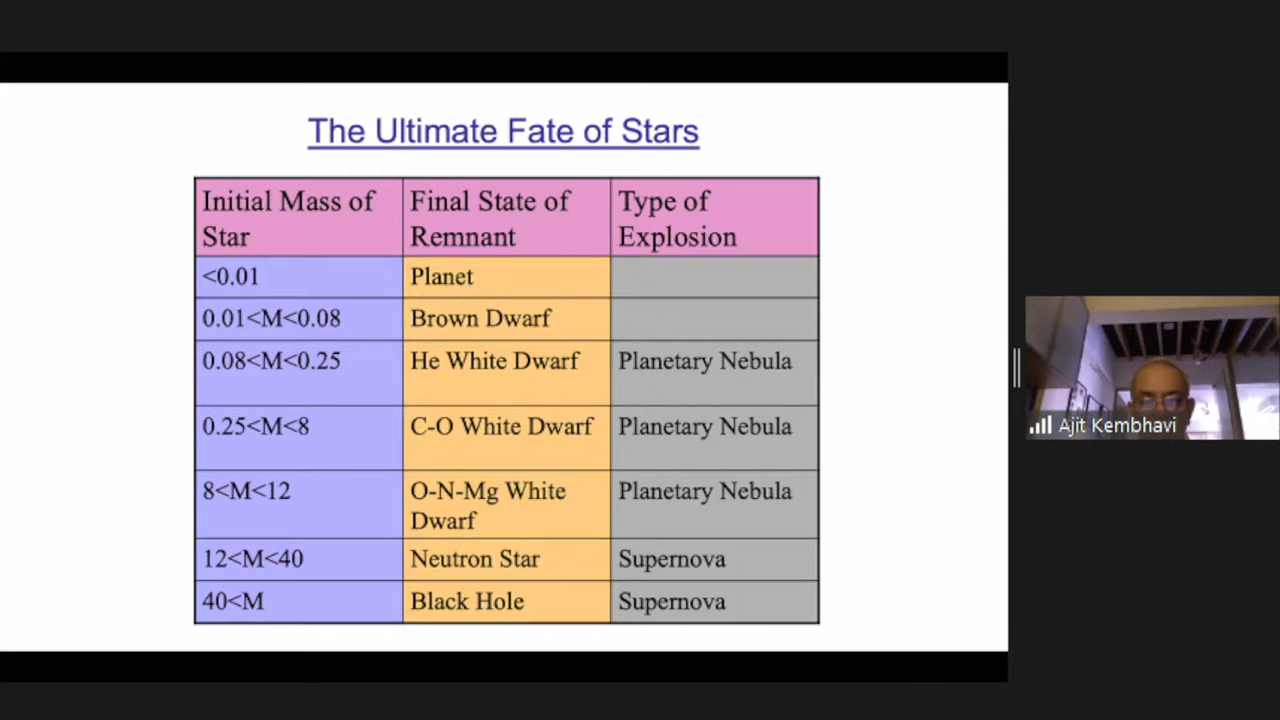 The Ultimate Fate of Stars
Initial Mass of Star Final State of Remnant Type of Explosion
<0.01 Planet
0.01<M<0.08 Brown Dwarf
0.08<M<0.25 He White Dwarf Planetary Nebula
0.25<M<8 C-O White Dwarf Planetary Nebula
8<M<12 O-N-Mg White Dwarf Planetary Nebula
12<M<40 Neutron Star Supernova
40<M Black Hole Supernova
Ajit Kembhavi